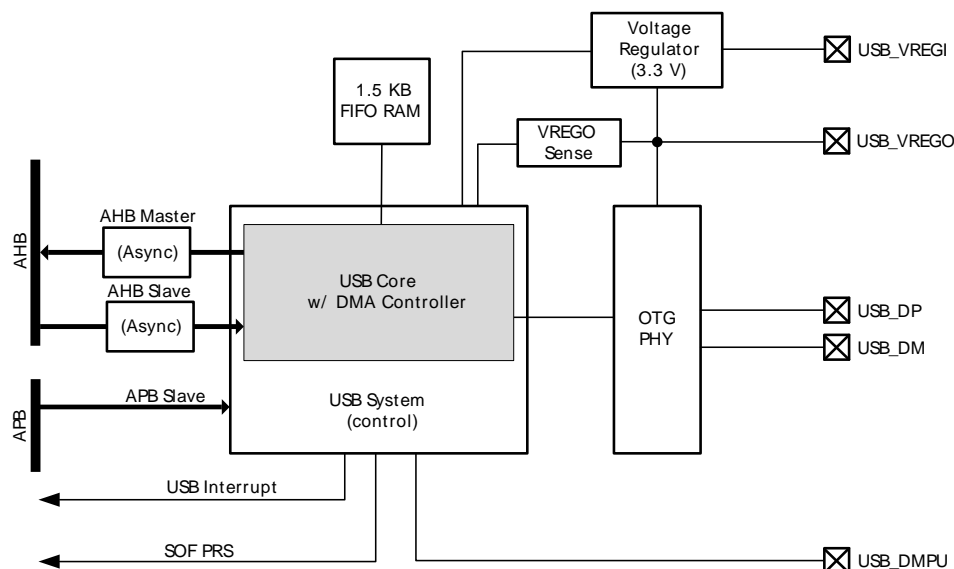 Voltage
Regulator
(3.3 V)
USB_VREGI
1.5 KB
FIFO RAM
VREGO
Sense
USB_VREGO
AHB
AHB Master
(Async)
USB Core
w/ DMA Controller
AHB Slave
(Async)
OTG
PHY
USB_DP
USB_DM
APB
APB Slave
USB System
(control)
USB Interrupt
SOF PRS
USB_DMPU